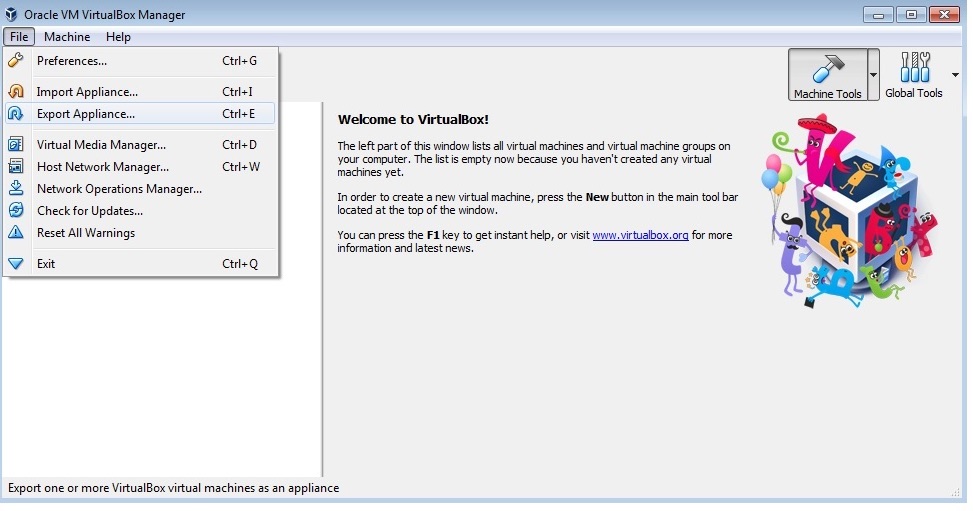 Oracle VM VirtualBox Manager
File Machine Help
Preferences... Ctrl+G
Import Appliance... Ctrl+I
Export Appliance... Ctrl+E
Virtual Media Manager... Ctrl+D
Host Network Manager... Ctrl+W
Network Operations Manager...
Check for Updates...
Reset All Warnings
Exit Ctrl+Q
Machine Tools
Global Tools
Welcome to VirtualBox!
The left part of this window lists all virtual machines and virtual machine groups on
your computer. The list is empty now because you haven't created any virtual
machines yet.
In order to create a new virtual machine, press the New button in the main tool bar
located at the top of the window.
You can press the F1 key to get instant help, or visit www.virtualbox.org for more
information and latest news.
Export one or more VirtualBox virtual machines as an appliance